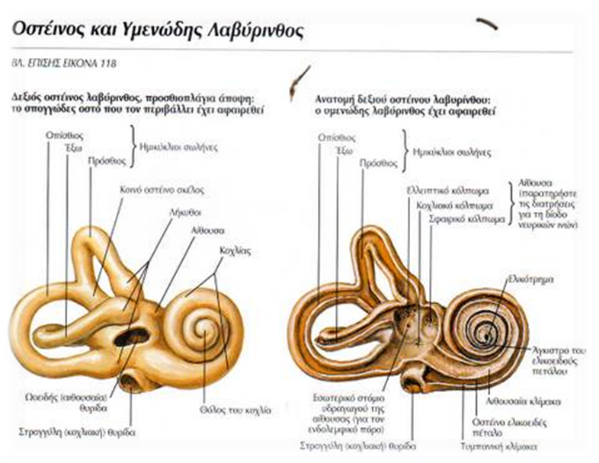 Οστέινος και Υμενώδης Λαβύρινθος
ΒΛ. ΕΠΙΣΗΣ ΕΙΚΟΝΑ 118
Δεξιός οστέινος λαβύρινθος, προσθιοπλάγια άποψη:
το σπογγώδες οστό που τον περιβάλλει έχει αφαιρεθεί
Οπίσθιος
Έξω
Πρόσθιος
Ημικύκλιοι σωλήνες
Κοινό οστέινο σκέλος
Λήκυθοι
Αίθουσα
Κοχλίας
Ωοειδής (αιθουσαία)
θυρίδα
Θόλος του κοχλία
Στρογγύλη (κοχλιακή) θυρίδα
Ανατομή δεξιού οστέινου λαβυρίνθου:
ο υμενώδης λαβύρινθος έχει αφαιρεθεί
Οπίσθιος
Έξω
Πρόσθιος
Ημικύκλιοι σωλήνες
Ελλειπτικό κόλπωμα
Κοχλιακό κόλπωμα
Σφαιρικό κόλπωμα
Αίθουσα
(παρατηρήστε
τις διατρήσεις
για τη δίοδο
νευρικών ινών)
Ελικότρημα
Άγκιστρο του
ελικοειδούς
πετάλου
Αιθουσαία κλίμακα
Οστέινο ελικοειδές
πέταλο
Τυμπανική κλίμακα
Εσωτερικό στόμιο
υδραγωγού της
αίθουσας (για τον
ενδολεμφικό πόρο)
Στρογγύλη (κοχλιακή) θυρίδα